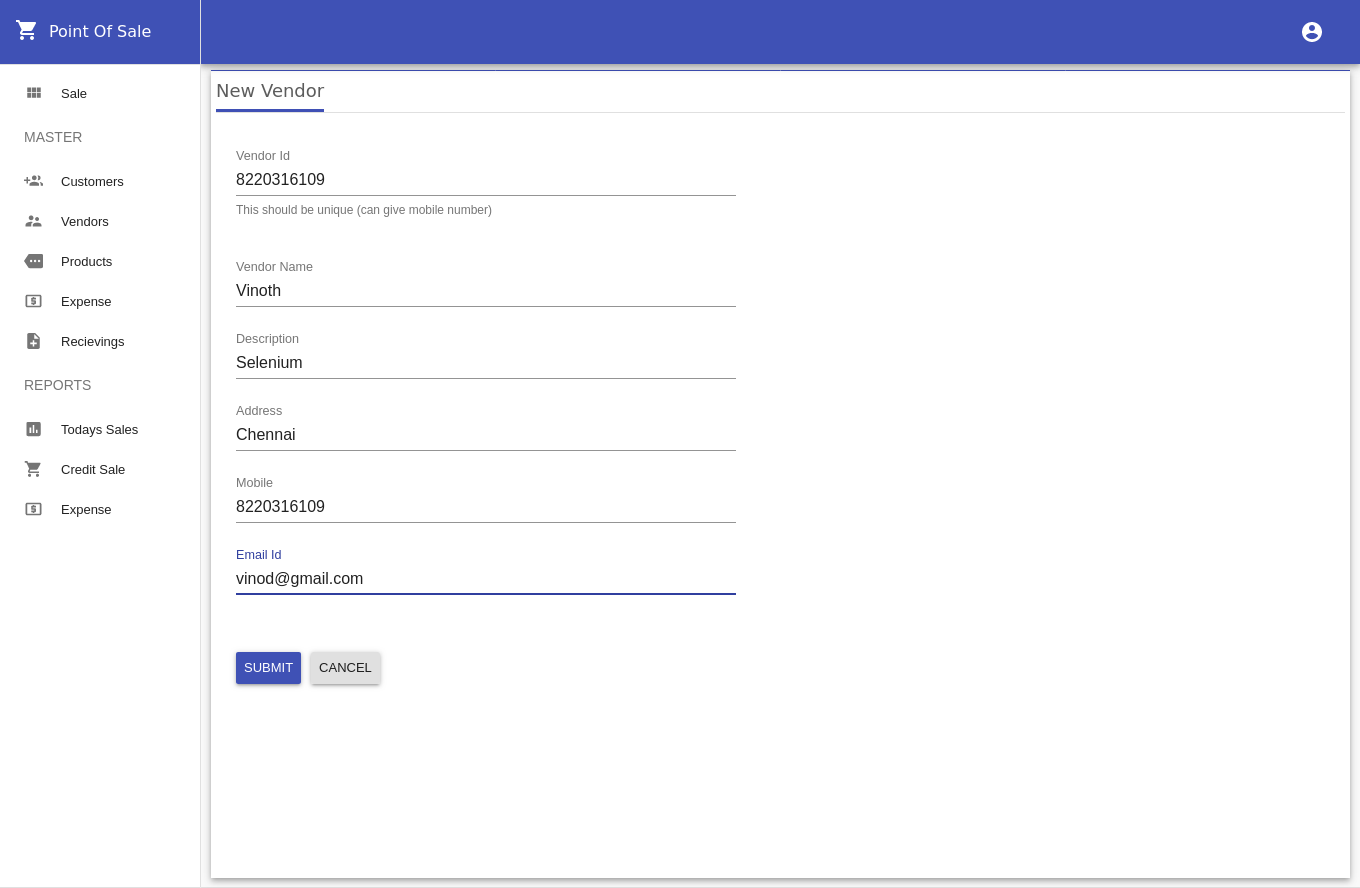 Point Of Sale
Sale
MASTER
Customers
Vendors
Products
Expense
Recievings
REPORTS
Todays Sales
Credit Sale
Expense
New Vendor
Vendor Id
8220316109
This should be unique (can give mobile number)
Vendor Name
Vinoth
Description
Selenium
Address
Chennai
Mobile
8220316109
Email Id
vinod@gmail.com
SUBMIT CANCEL